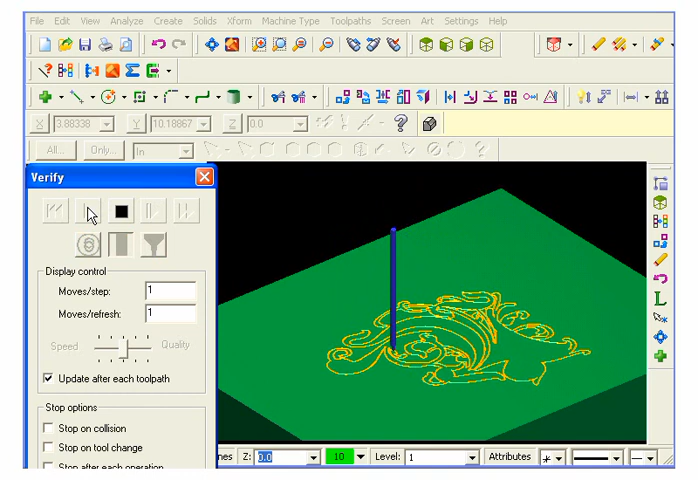 File Edit View Analyze Create Solids Xform Machine Type Toolpaths Screen Art Settings Help
X 3.88338 Y 10.18867 Z 0.0
All... Only... In
Verify
Display control
Moves/step: 1
Moves/refresh: 1
Speed Quality
Update after each toolpath
Stop options
Stop on collision
Stop on tool change
Stop after each operation
nes Z: 0.0 10 Level: 1 Attributes